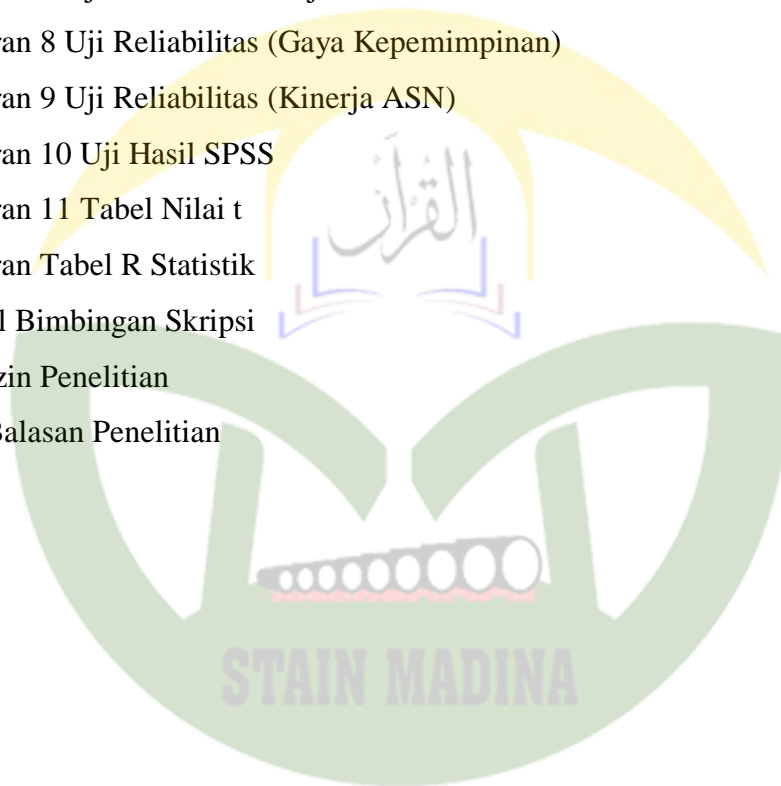 ran 8 Uji Reliabilitas (Gaya Kepemimpinan)
ran 9 Uji Reliabilitas (Kinerja ASN)
ran 10 Uji Hasil SPSS
ran 11 Tabel Nilai t
ran Tabel R Statistik
l Bimbingan Skripsi
zin Penelitian
Balasan Penelitian
القرآن
STAIN MADINA